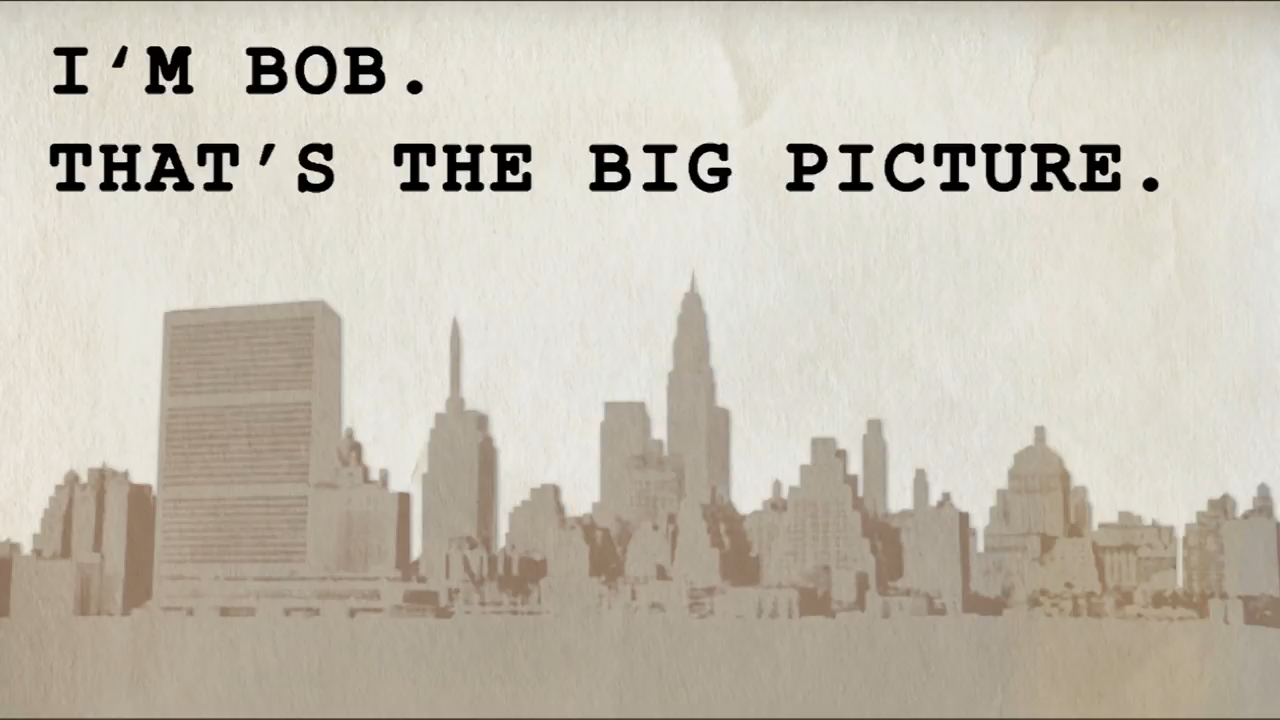 I‘M BOB.
THAT’S THE BIG PICTURE.